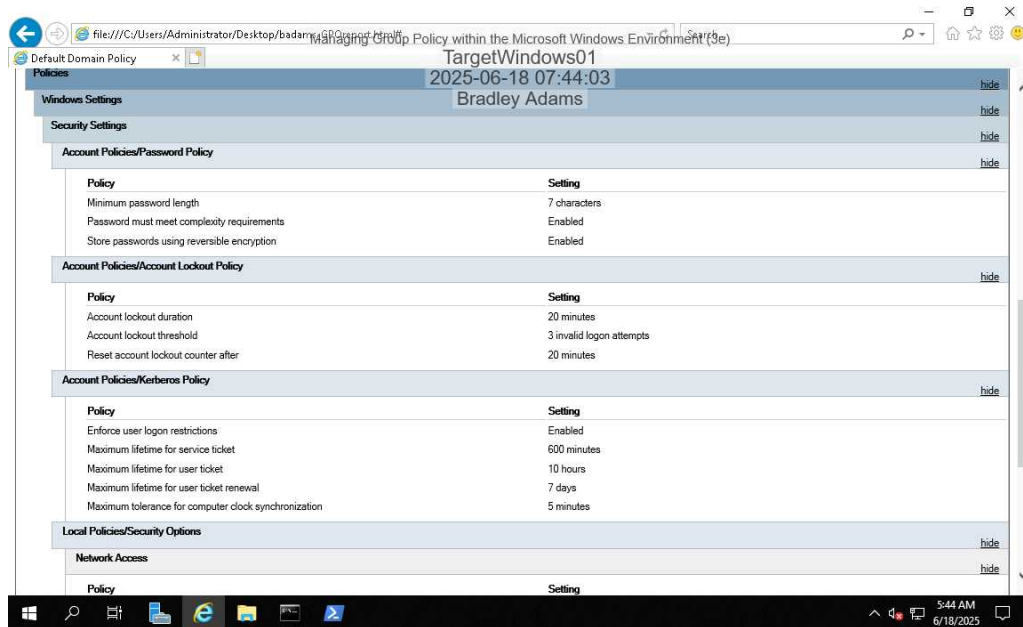 file:///C:/Users/Administrator/Desktop/badams_GPOreport.html#
Search...
Managing Group Policy within the Microsoft Windows Environment (3e)
Default Domain Policy
TargetWindows01
2025-06-18 07:44:03
Bradley Adams
Policies hide
Windows Settings hide
Security Settings hide
Account Policies/Password Policy hide
Policy Setting
Minimum password length 7 characters
Password must meet complexity requirements Enabled
Store passwords using reversible encryption Enabled
Account Policies/Account Lockout Policy hide
Policy Setting
Account lockout duration 20 minutes
Account lockout threshold 3 invalid logon attempts
Reset account lockout counter after 20 minutes
Account Policies/Kerberos Policy hide
Policy Setting
Enforce user logon restrictions Enabled
Maximum lifetime for service ticket 600 minutes
Maximum lifetime for user ticket 10 hours
Maximum lifetime for user ticket renewal 7 days
Maximum tolerance for computer clock synchronization 5 minutes
Local Policies/Security Options hide
Network Access hide
Policy Setting
5:44 AM
6/18/2025